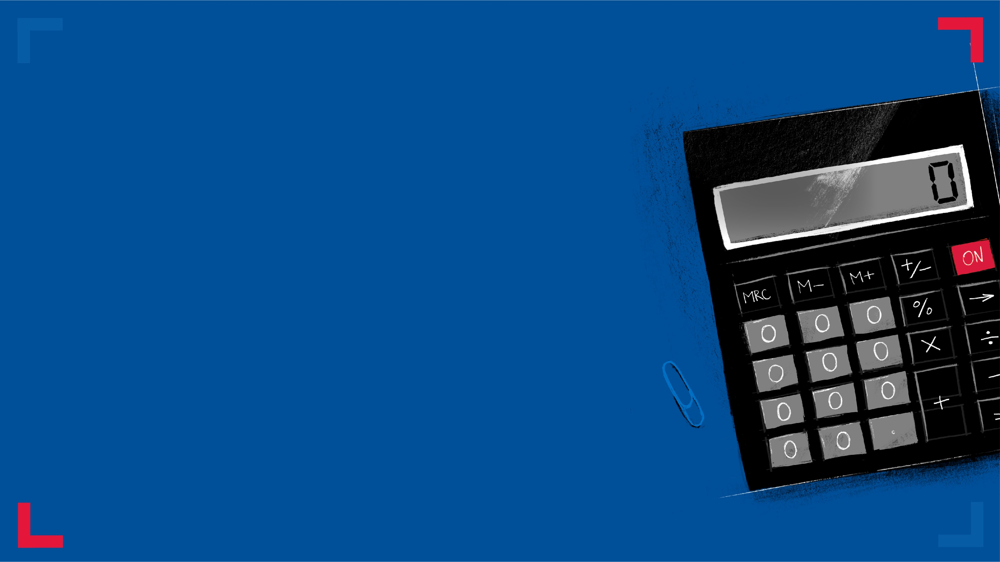 0
ON
MRC M- M+ +/-
0 0 0 % →
0 0 0 × ÷
0 0 0 + -
0 0 . =